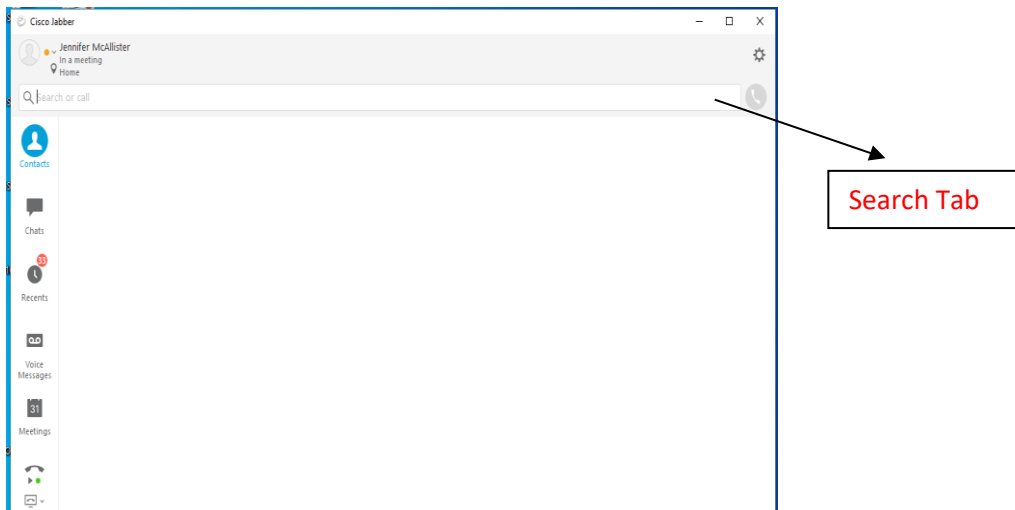 Cisco Jabber
Jennifer McAllister
In a meeting
Home
Search or call
Contacts
Search Tab
Chats
33
Recents
Voice
Messages
31
Meetings